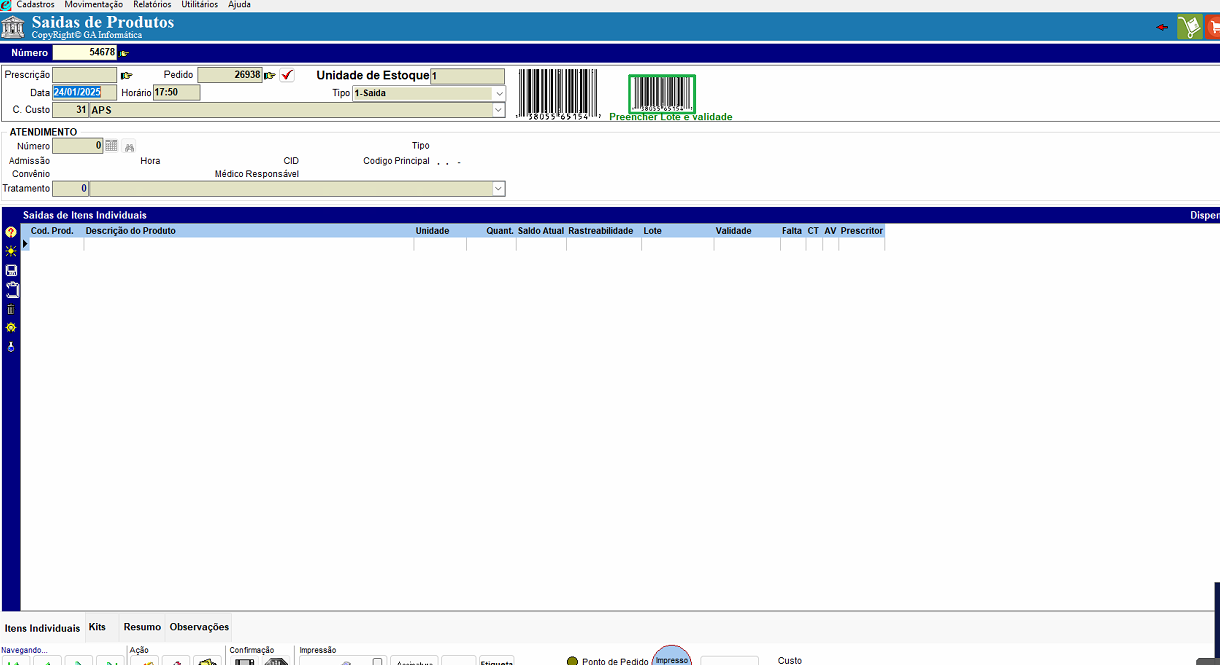 Cadastros Movimentação Relatórios Utilitários Ajuda
Saidas de Produtos
CopyRight© GA Informática
Número 54678
Prescrição Pedido 26938 Unidade de Estoque 1
Data 24/01/2025 Horário 17:50 Tipo 1-Saida
C. Custo 31 APS
38055 65154
38055 65154
Preencher Lote e validade
ATENDIMENTO
Número 0 Tipo
Admissão Hora CID Codigo Principal . . -
Convênio Médico Responsável
Tratamento 0
Saidas de Itens Individuais Dispen
Cod. Prod. Descrição do Produto Unidade Quant. Saldo Atual Rastreabilidade Lote Validade Falta CT AV Prescritor
Itens Individuais Kits Resumo Observações
Navegando... Ação Confirmação Impressão
Assinatura Etiqueta Ponto de Pedido Impresso Custo